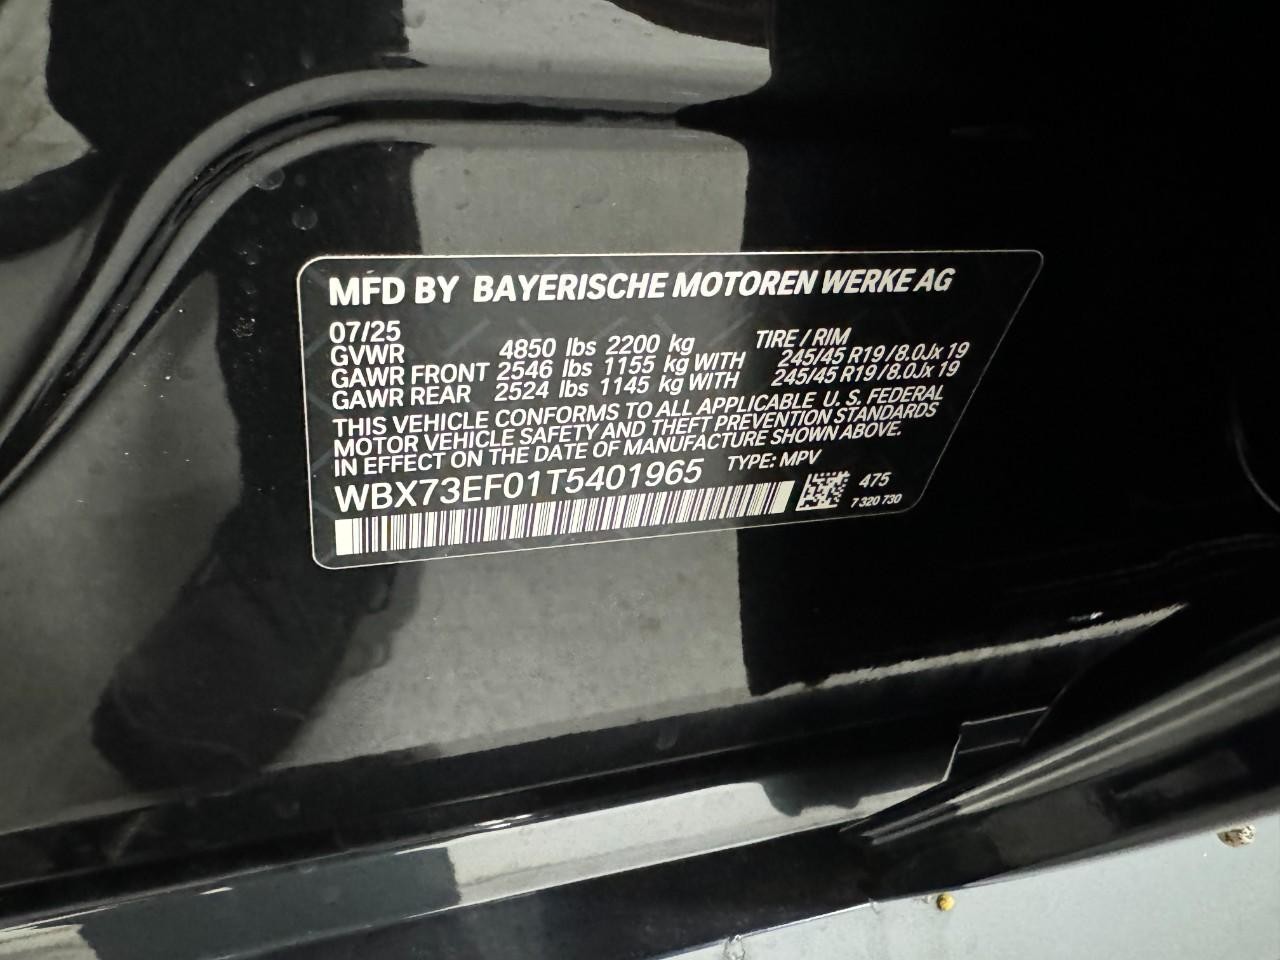 MFD BY BAYERISCHE MOTOREN WERKE AG
07/25
GVWR 4850 lbs 2200 kg TIRE / RIM
GAWR FRONT 2546 lbs 1155 kg WITH 245/45 R19 / 8.0Jx 19
GAWR REAR 2524 lbs 1145 kg WITH 245/45 R19 / 8.0Jx 19
THIS VEHICLE CONFORMS TO ALL APPLICABLE U. S. FEDERAL
MOTOR VEHICLE SAFETY AND THEFT PREVENTION STANDARDS
IN EFFECT ON THE DATE OF MANUFACTURE SHOWN ABOVE.
WBX73EF01T5401965 TYPE: MPV
475
7 320 730